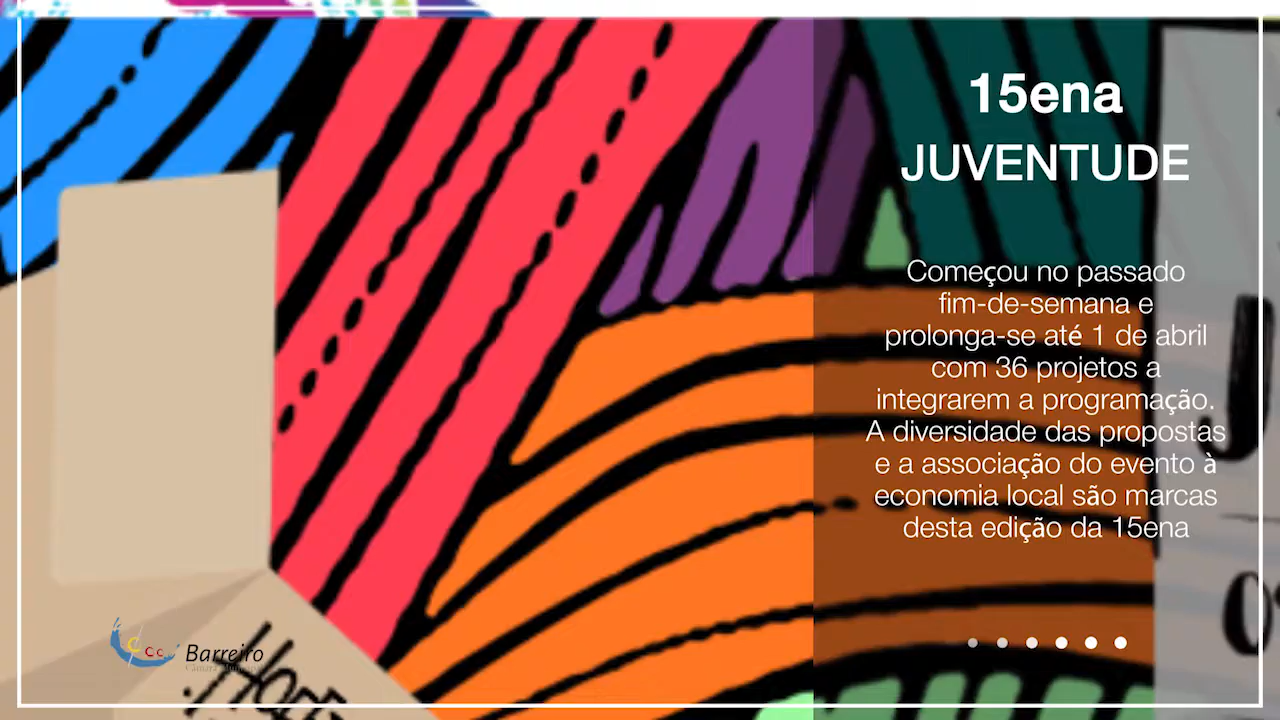 15ena
JUVENTUDE
Começou no passado
fim-de-semana e
prolonga-se até 1 de abril
com 36 projetos a
integrarem a programação.
A diversidade das propostas
e a associação do evento à
economia local são marcas
desta edição da 15ena
Barreiro